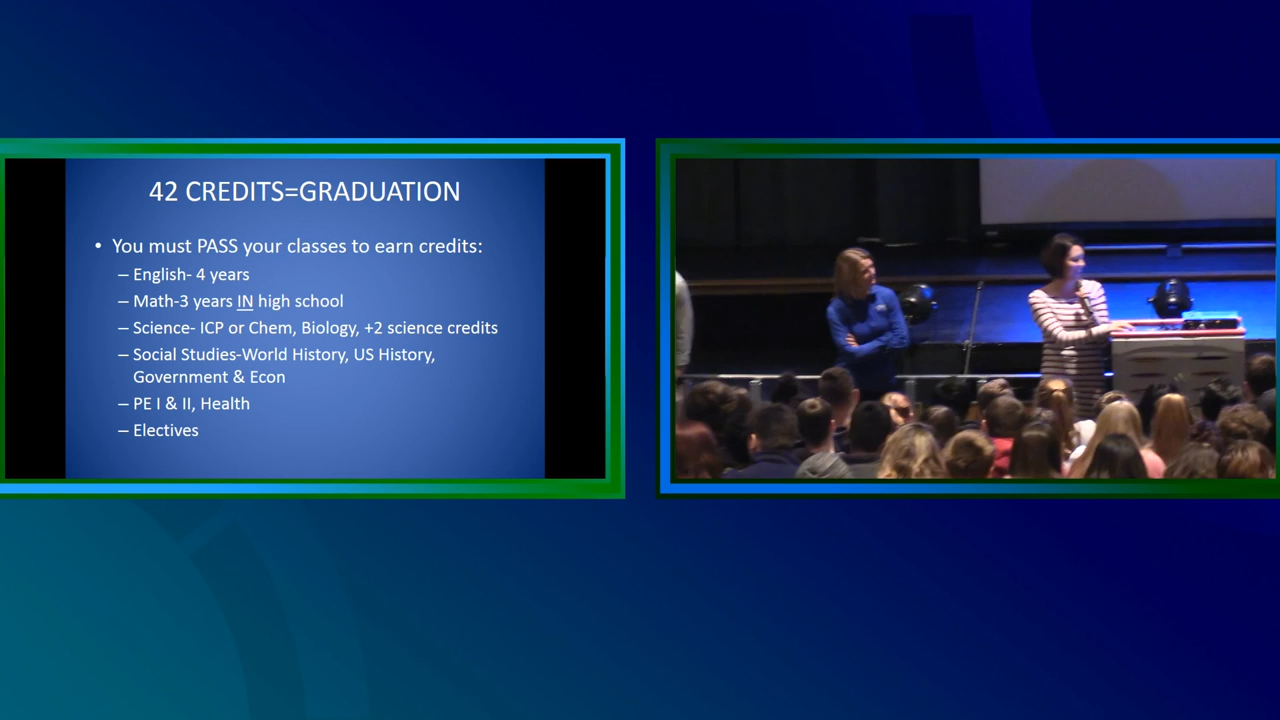 42 CREDITS=GRADUATION
• You must PASS your classes to earn credits:
– English- 4 years
– Math-3 years IN high school
– Science- ICP or Chem, Biology, +2 science credits
– Social Studies-World History, US History,
Government & Econ
– PE I & II, Health
– Electives